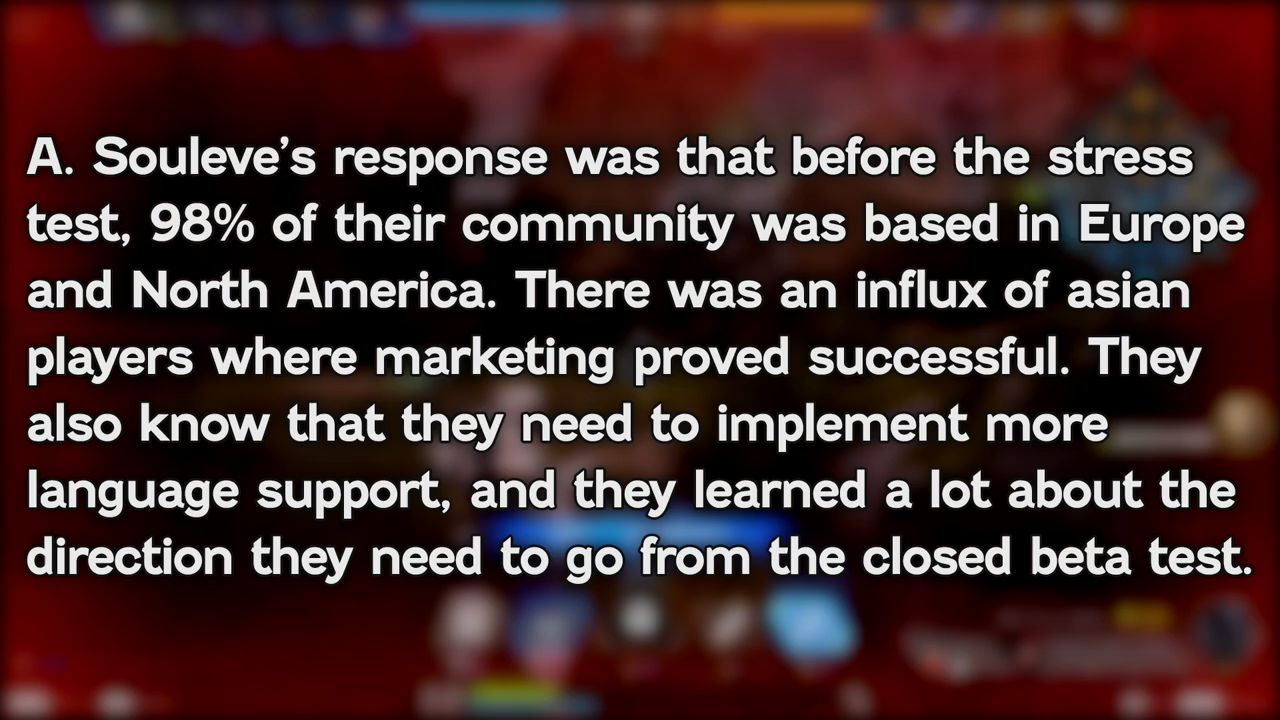 A. Souleve’s response was that before the stress
test, 98% of their community was based in Europe
and North America. There was an influx of asian
players where marketing proved successful. They
also know that they need to implement more
language support, and they learned a lot about the
direction they need to go from the closed beta test.